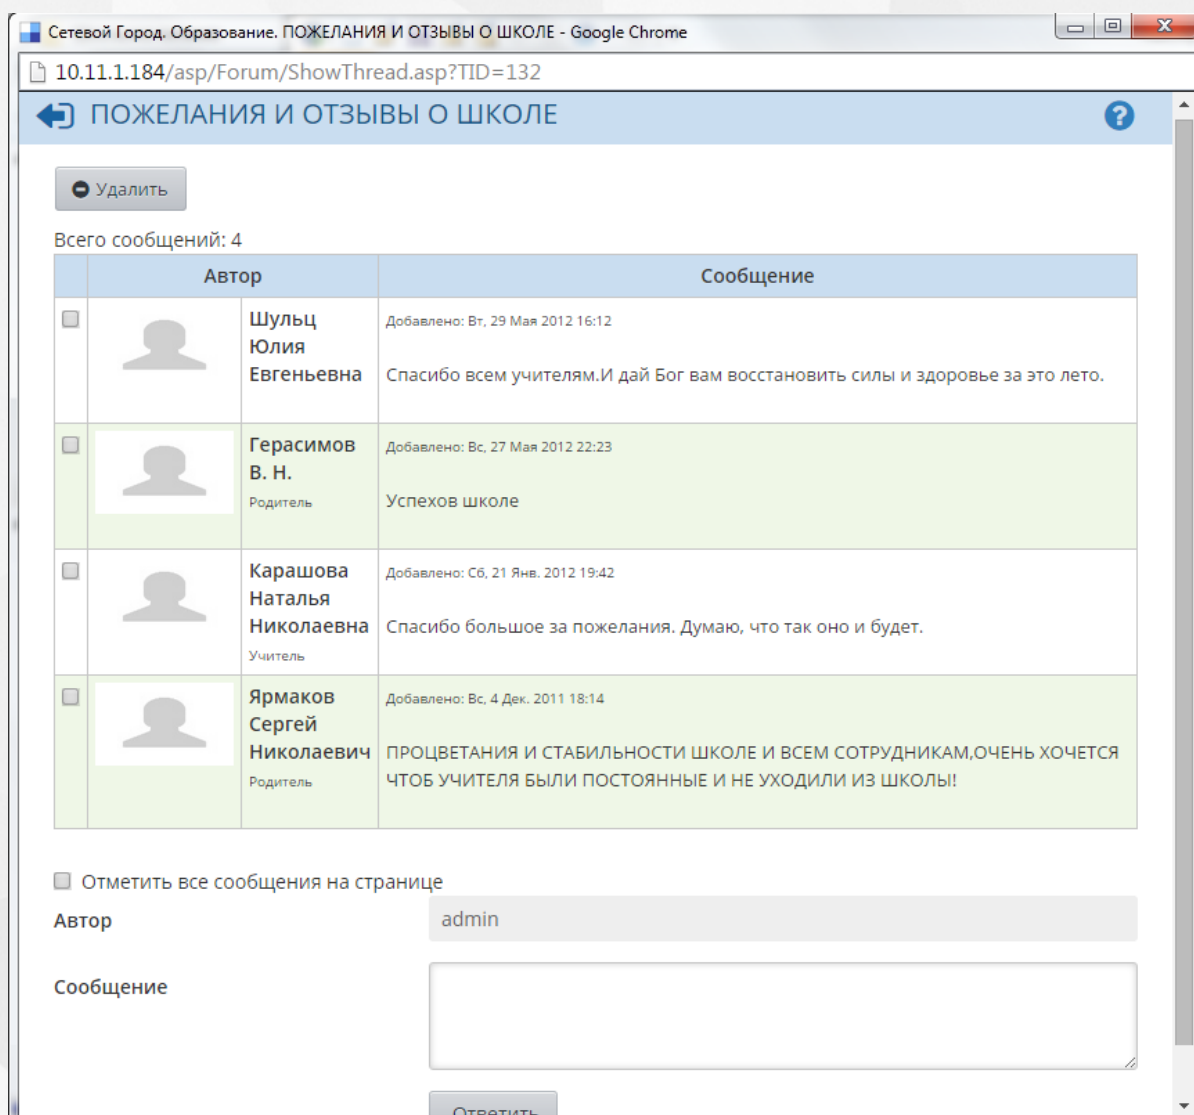 Сетевой Город. Образование. ПОЖЕЛАНИЯ И ОТЗЫВЫ О ШКОЛЕ - Google Chrome
10.11.1.184/asp/Forum/ShowThread.asp?TID=132
ПОЖЕЛАНИЯ И ОТЗЫВЫ О ШКОЛЕ
?
Удалить
Всего сообщений: 4
Автор
Сообщение
Шульц
Юлия
Евгеньевна
Добавлено: Вт, 29 Мая 2012 16:12
Спасибо всем учителям.И дай Бог вам восстановить силы и здоровье за это лето.
Герасимов
В. Н.
Родитель
Добавлено: Вс, 27 Мая 2012 22:23
Успехов школе
Карашова
Наталья
Николаевна
Учитель
Добавлено: Сб, 21 Янв. 2012 19:42
Спасибо большое за пожелания. Думаю, что так оно и будет.
Ярмаков
Сергей
Николаевич
Родитель
Добавлено: Вс, 4 Дек. 2011 18:14
ПРОЦВЕТАНИЯ И СТАБИЛЬНОСТИ ШКОЛЕ И ВСЕМ СОТРУДНИКАМ,ОЧЕНЬ ХОЧЕТСЯ
ЧТОБ УЧИТЕЛЯ БЫЛИ ПОСТОЯННЫЕ И НЕ УХОДИЛИ ИЗ ШКОЛЫ!
Отметить все сообщения на странице
Автор
admin
Сообщение
Ответить